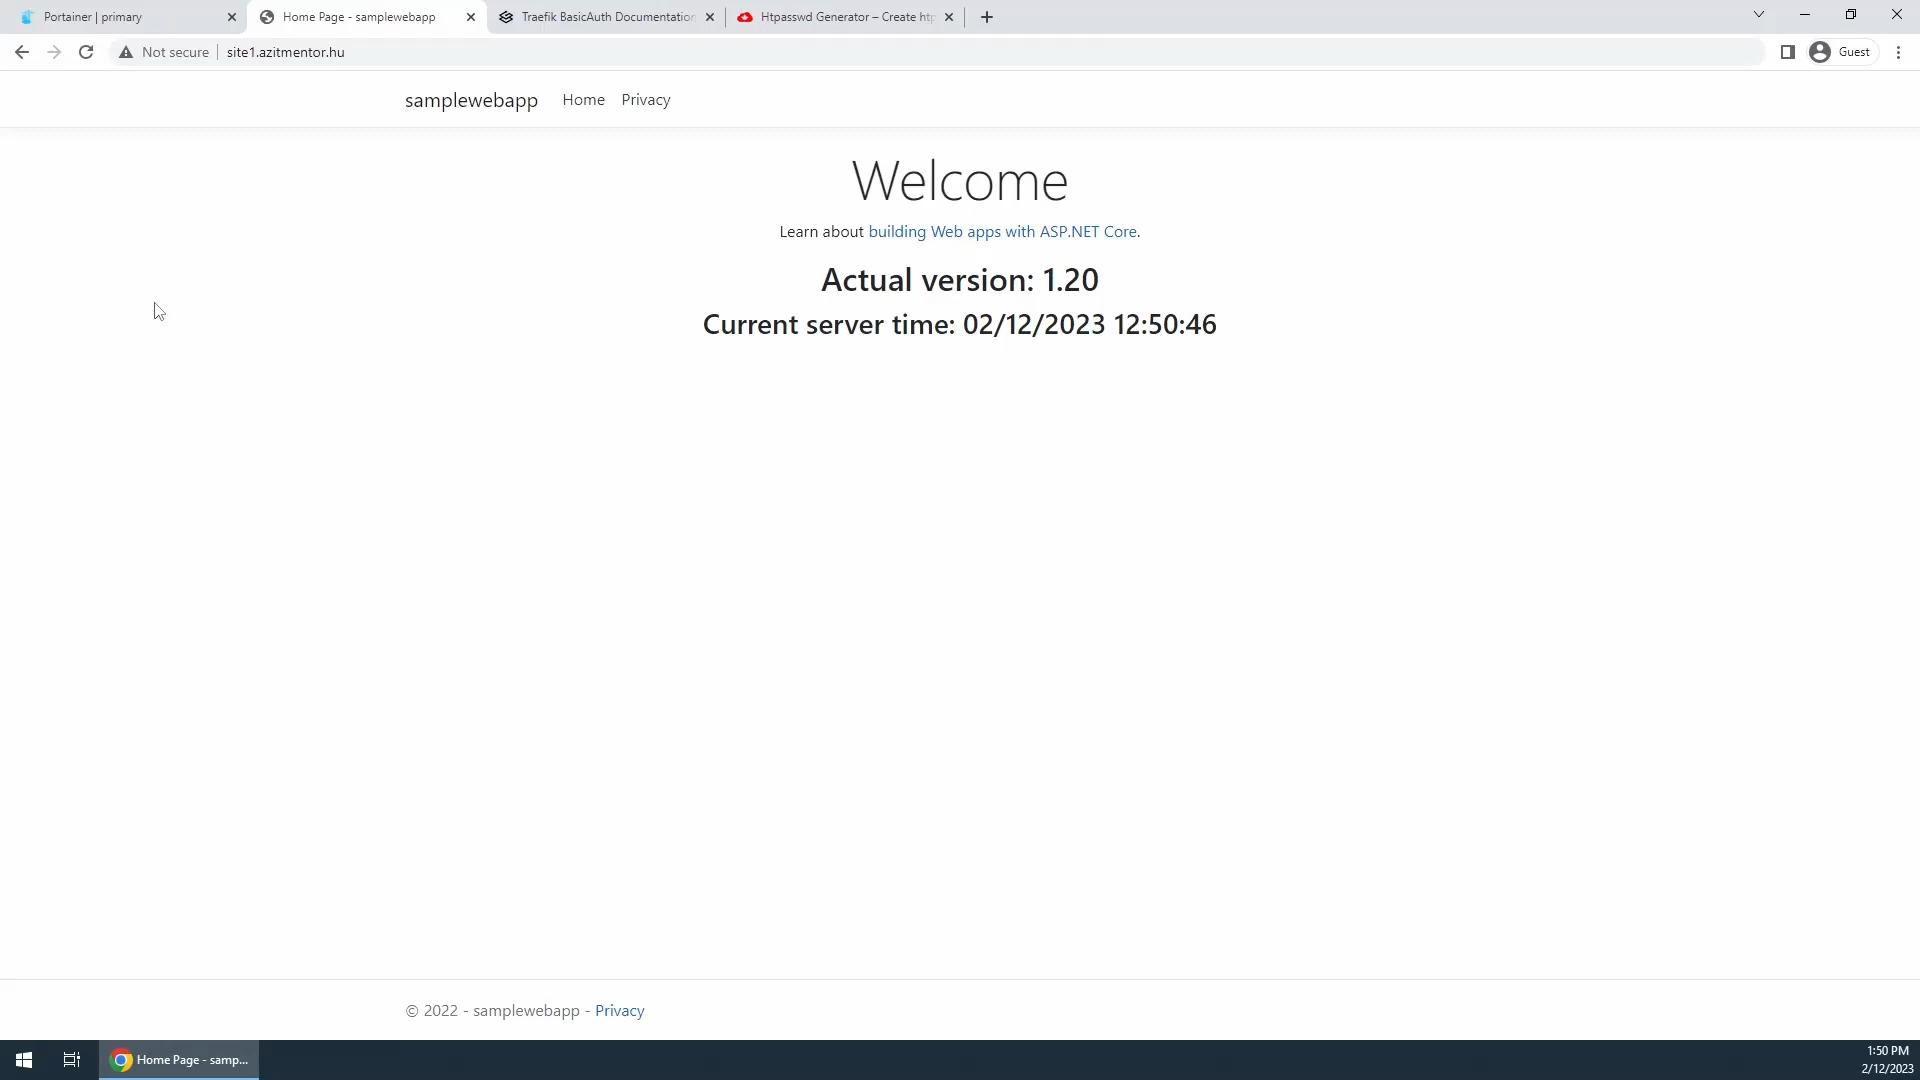 Portainer | primary
Home Page - samplewebapp
Traefik BasicAuth Documentation
Htpasswd Generator – Create htp
Not secure
site1.azitmentor.hu
Guest
samplewebapp
Home
Privacy
Welcome
Learn about building Web apps with ASP.NET Core.
Actual version: 1.20
Current server time: 02/12/2023 12:50:46
© 2022 - samplewebapp - Privacy
Home Page - samp...
1:50 PM
2/12/2023